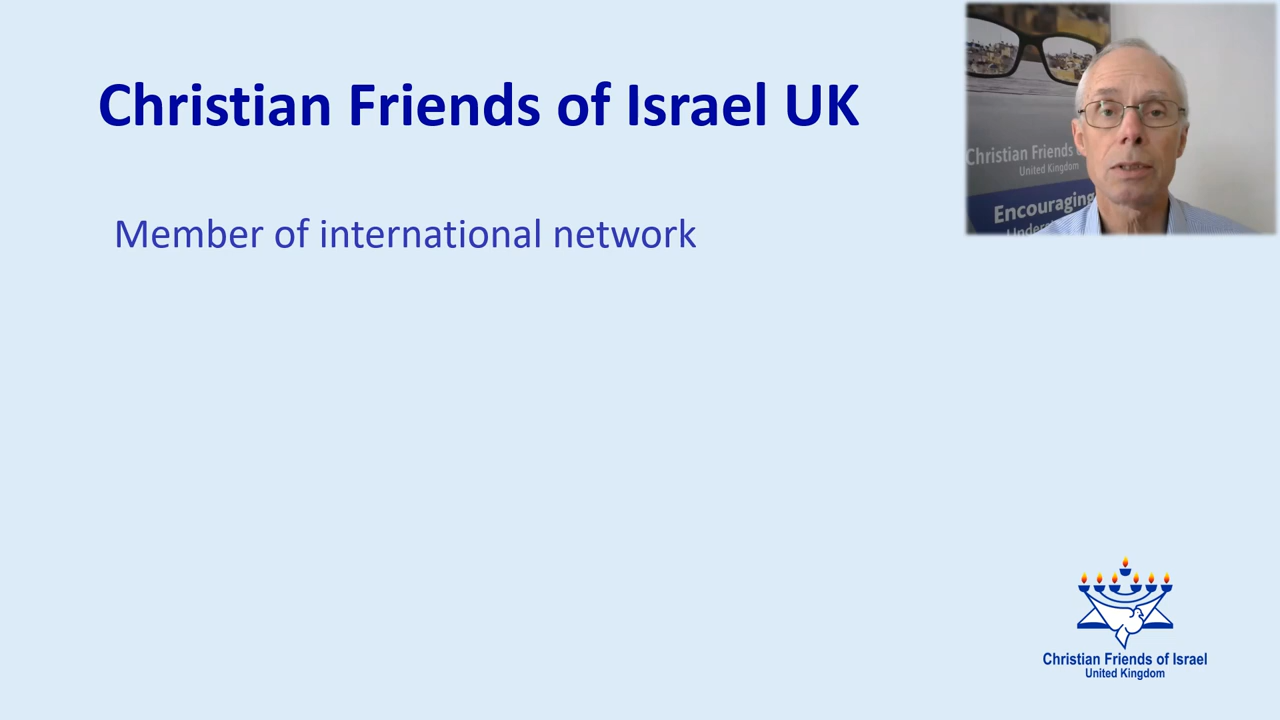 Christian Friends of Israel UK
Member of international network
Christian Friends
United Kingdom
Encouraging
Christian Friends of Israel
United Kingdom